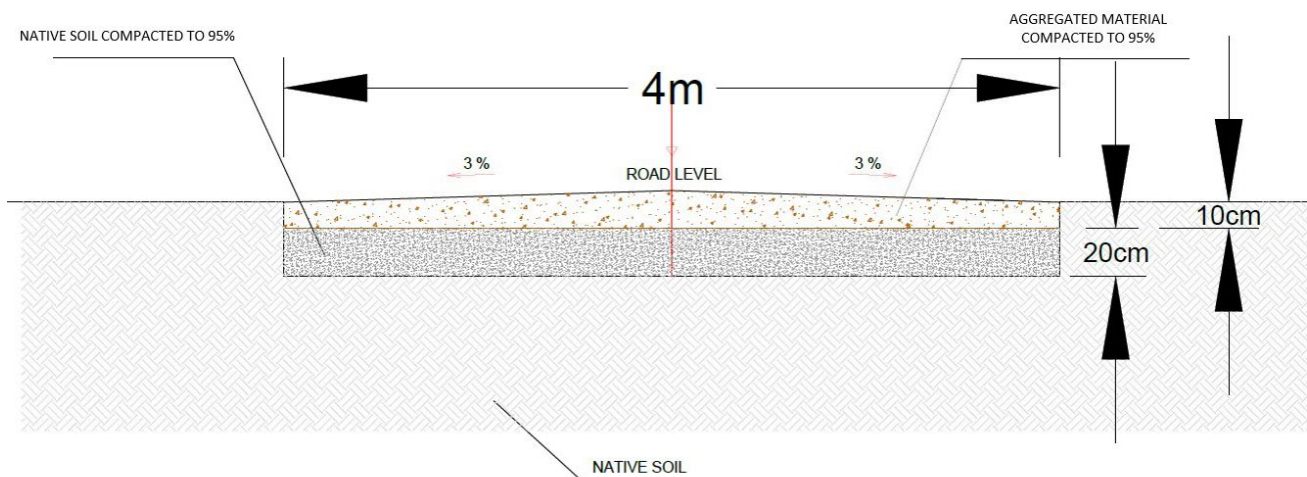 NATIVE SOIL COMPACTED TO 95%
AGGREGATED MATERIAL
COMPACTED TO 95%
4m
3 %
ROAD LEVEL
3 %
10cm
20cm
NATIVE SOIL